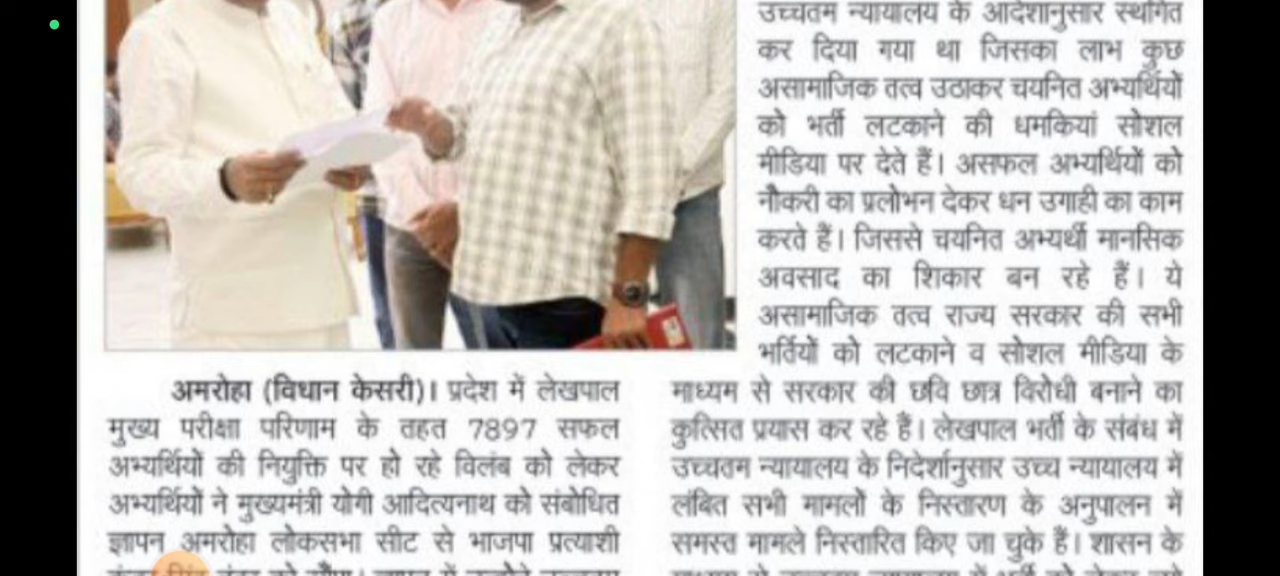 अमरोहा (विधान केसरी)। प्रदेश में लेखपाल
मुख्य परीक्षा परिणाम के तहत 7897 सफल
अभ्यर्थियों की नियुक्ति पर हो रहे विलंब को लेकर
अभ्यर्थियों ने मुख्यमंत्री योगी आदित्यनाथ को संबोधित
ज्ञापन अमरोहा लोकसभा सीट से भाजपा प्रत्याशी
उच्चतम न्यायालय के आदेशानुसार स्थगित
कर दिया गया था जिसका लाभ कुछ
असामाजिक तत्व उठाकर चयनित अभ्यर्थियों
को भर्ती लटकाने की धमकियां सोशल
मीडिया पर देते हैं। असफल अभ्यर्थियों को
नौकरी का प्रलोभन देकर धन उगाही का काम
करते हैं। जिससे चयनित अभ्यर्थी मानसिक
अवसाद का शिकार बन रहे हैं। ये
असामाजिक तत्व राज्य सरकार की सभी
भर्तियों को लटकाने व सोशल मीडिया के
माध्यम से सरकार की छवि छात्र विरोधी बनाने का
कुत्सित प्रयास कर रहे हैं। लेखपाल भर्ती के संबंध में
उच्चतम न्यायालय के निदेर्शानुसार उच्च न्यायालय में
लंबित सभी मामलों के निस्तारण के अनुपालन में
समस्त मामले निस्तारित किए जा चुके हैं। शासन के